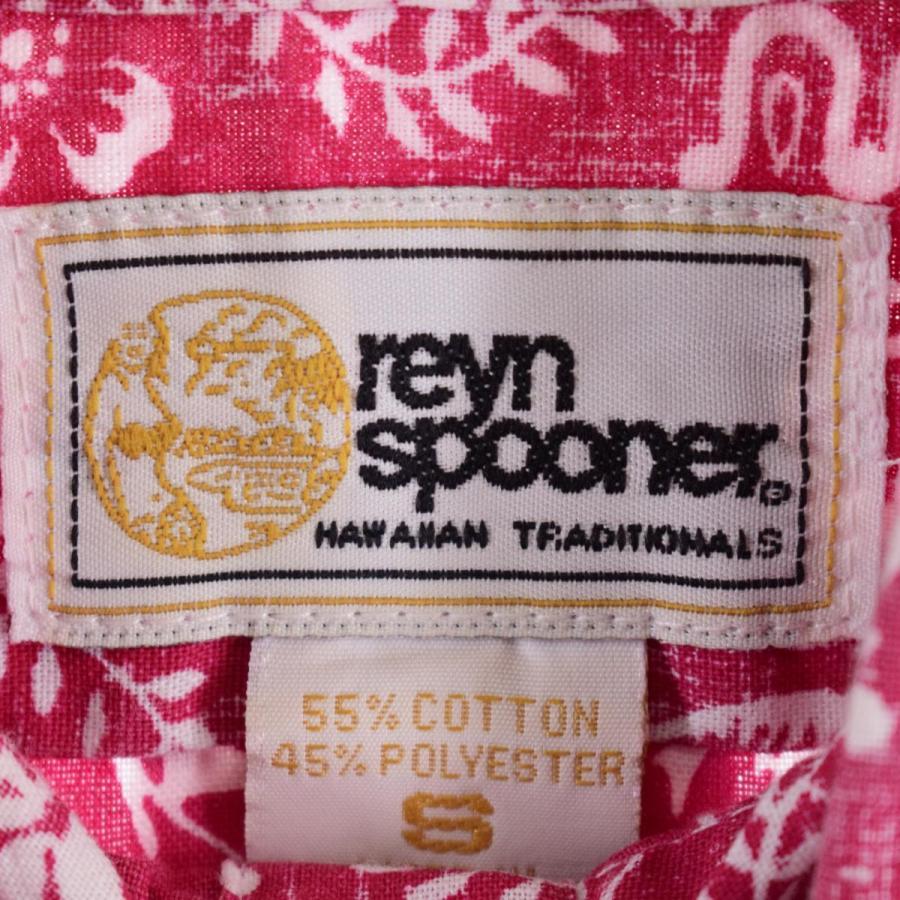 reyn
spooner®
HAWAIIAN TRADITIONALS
55% COTTON
45% POLYESTER
S